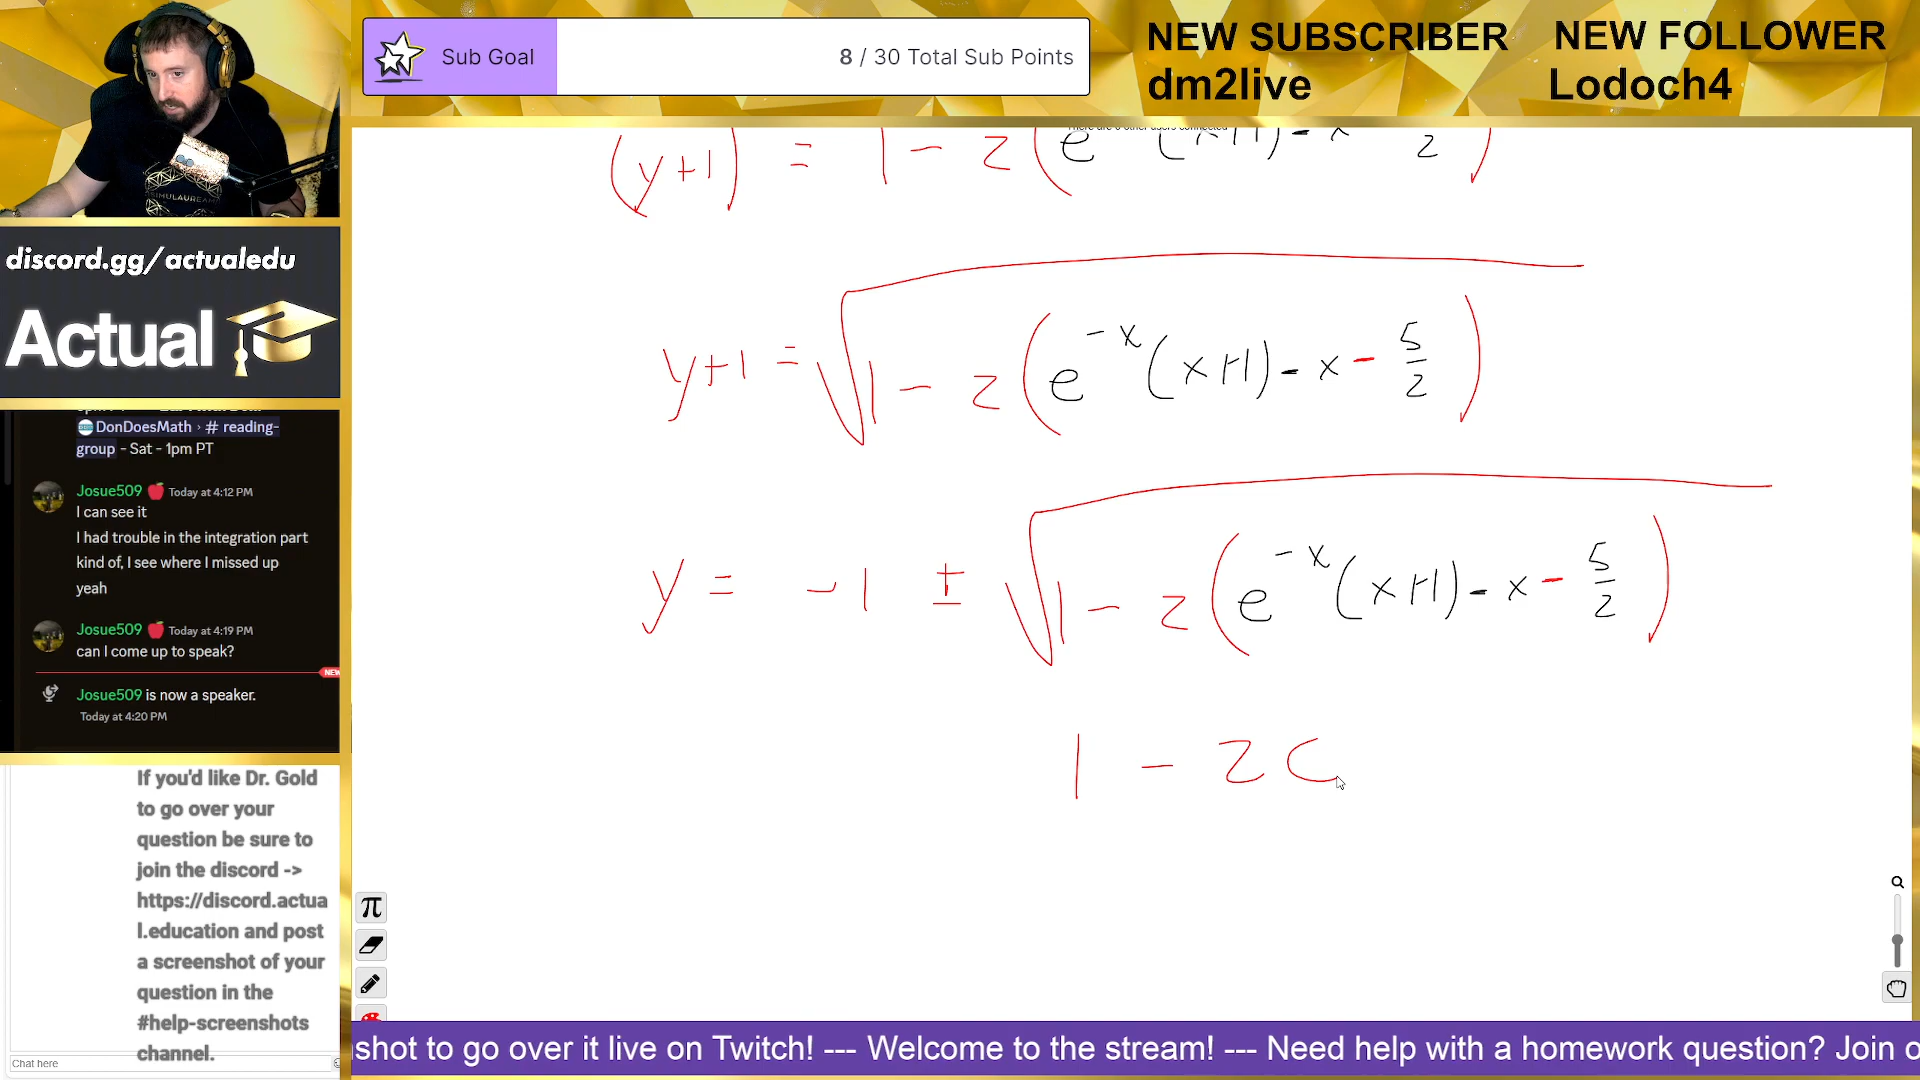 Sub Goal
8 / 30 Total Sub Points
NEW SUBSCRIBER
dm2live
NEW FOLLOWER
Lodoch4
discord.gg/actualedu
Actual
DonDoesMath › # reading-
group - Sat - 1pm PT
Josue509 Today at 4:12 PM
I can see it
I had trouble in the integration part
kind of, I see where I missed up
yeah
Josue509 Today at 4:19 PM
can I come up to speak?
NEW
Josue509 is now a speaker.
Today at 4:20 PM
If you'd like Dr. Gold
to go over your
question be sure to
join the discord ->
https://discord.actua
l.education and post
a screenshot of your
question in the
#help-screenshots
channel.
Chat here
(y+1) = 1 - 2(e (x+1) - x 2)
y+1 = √1 - 2(e^-x (x+1) - x - 5/2)
y = -1 ± √1 - 2(e^-x (x+1) - x - 5/2)
1 - 2C
π
shot to go over it live on Twitch! --- Welcome to the stream! --- Need help with a homework question? Join o